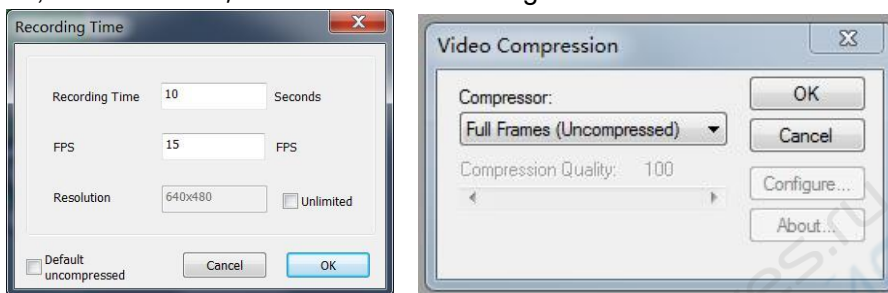 Recording Time
Recording Time 10 Seconds
FPS 15 FPS
Resolution 640x480 Unlimited
Default
uncompressed
Cancel OK
Video Compression
Compressor:
Full Frames (Uncompressed)
Compression Quality: 100
OK
Cancel
Configure...
About...